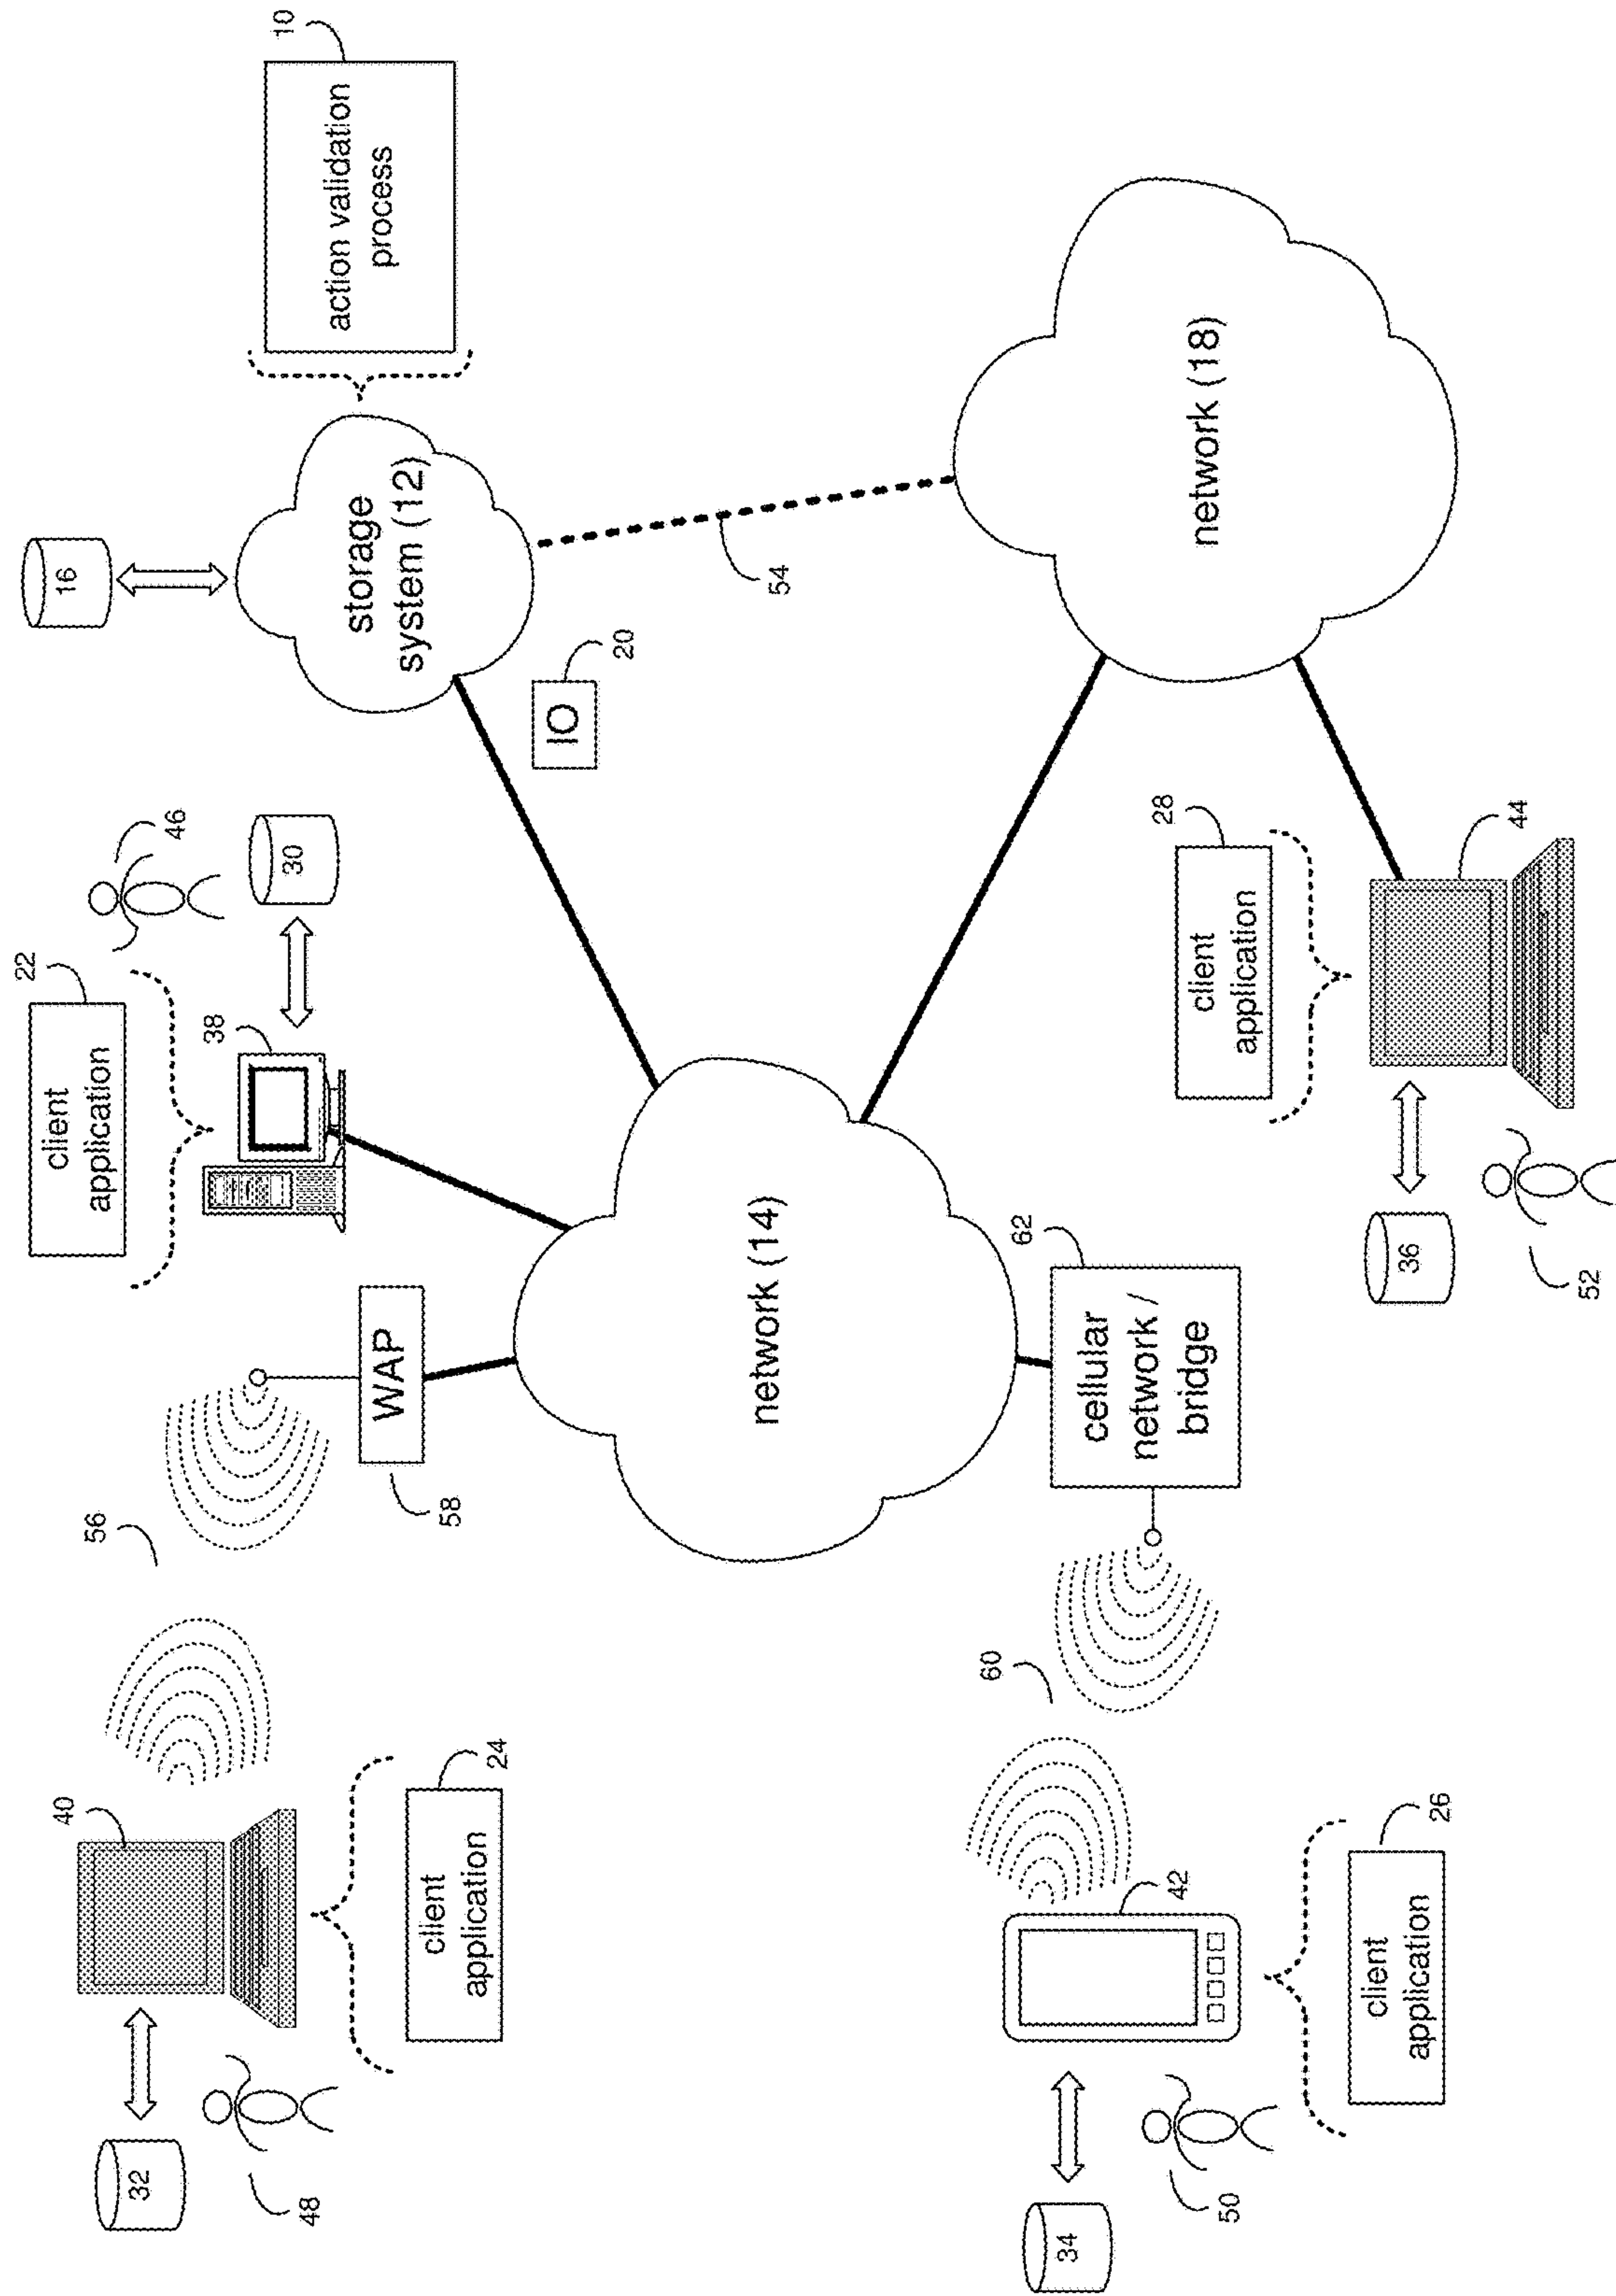 32
48
40
24
client
application
56
58
WAP
22
client
application
38
46
30
16
storage
system (12)
10
action validation
process
IO
20
54
network (14)
network (18)
34
50
42
26
client
application
60
62
cellular
network /
bridge
36
52
28
client
application
44